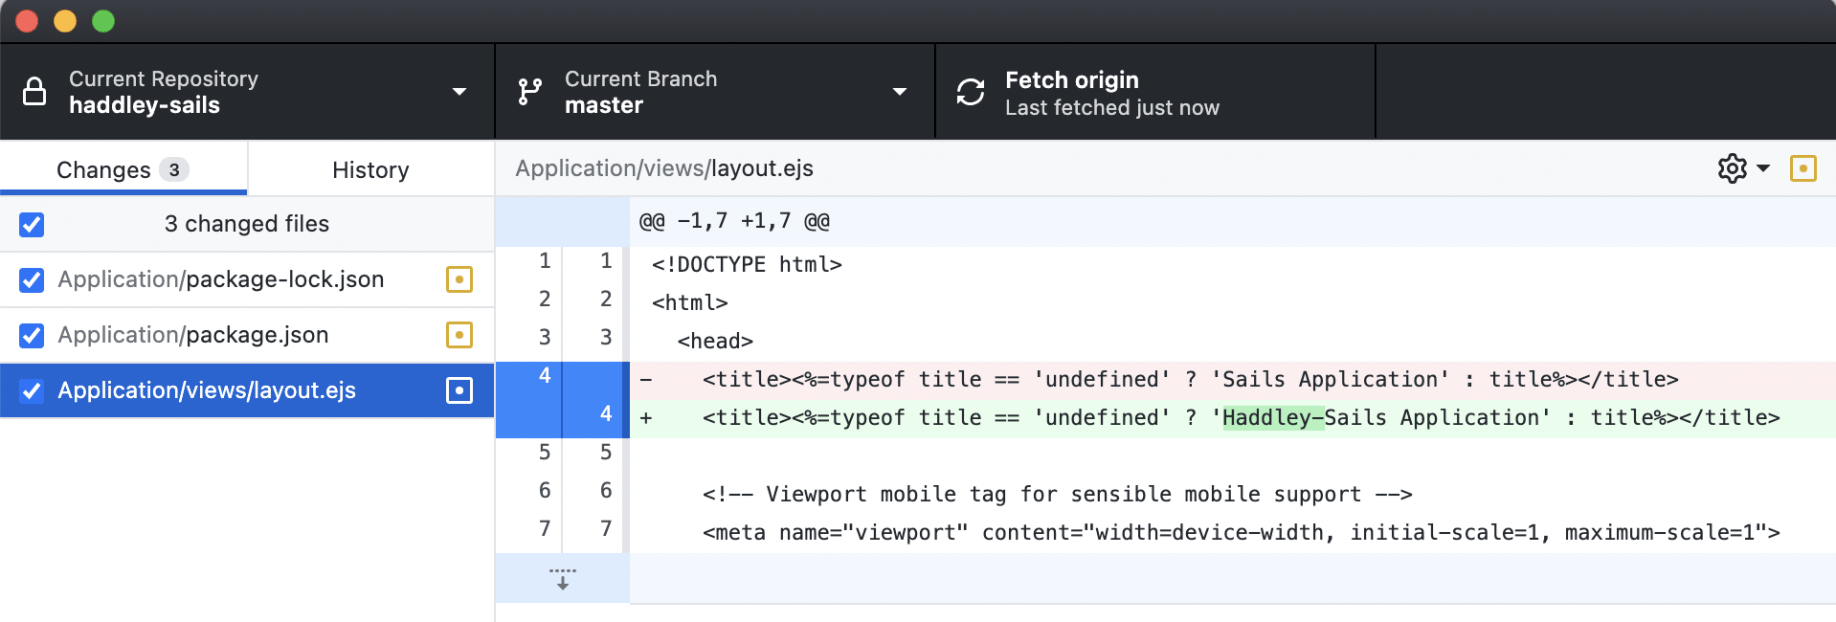 Current Repository
haddley-sails
Current Branch
master
Fetch origin
Last fetched just now
Changes 3
History
3 changed files
Application/package-lock.json
Application/package.json
Application/views/layout.ejs
Application/views/layout.ejs
@@ -1,7 +1,7 @@
1 1 <!DOCTYPE html>
2 2 <html>
3 3 <head>
4 - <title><%=typeof title == 'undefined' ? 'Sails Application' : title%></title>
4 + <title><%=typeof title == 'undefined' ? 'Haddley-Sails Application' : title%></title>
5 5
6 6 <!-- Viewport mobile tag for sensible mobile support -->
7 7 <meta name="viewport" content="width=device-width, initial-scale=1, maximum-scale=1">